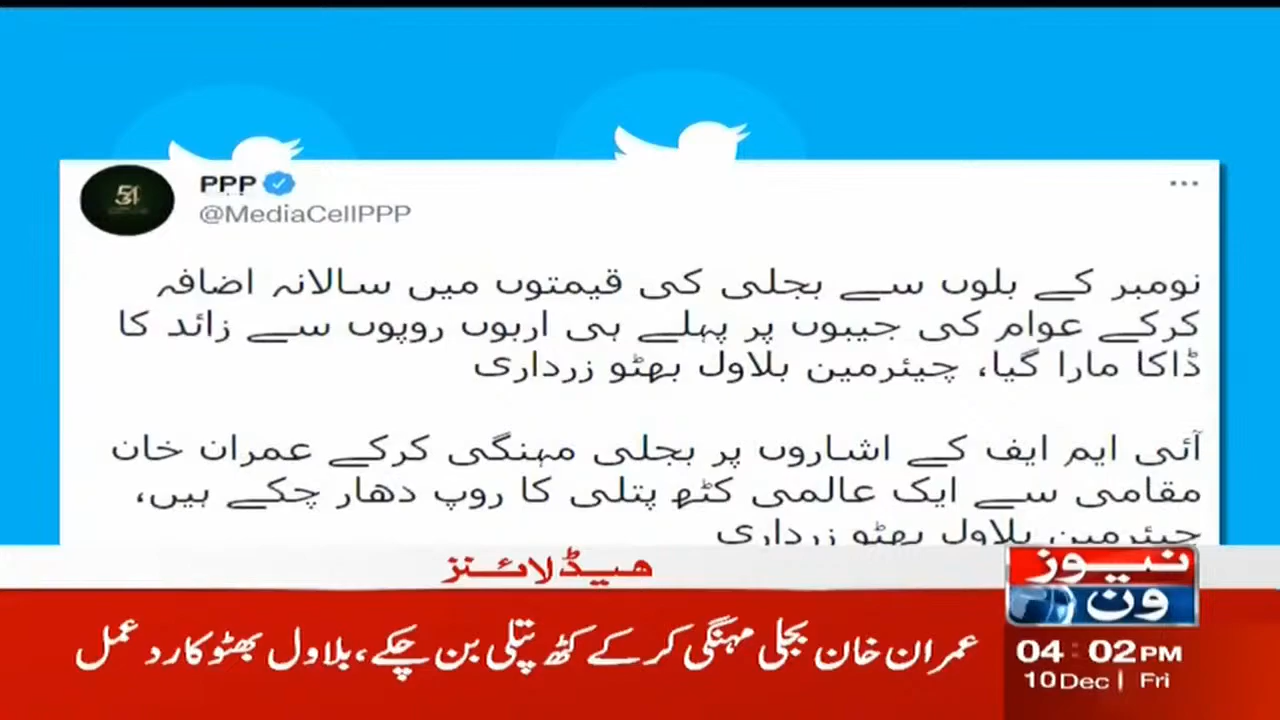 PPP
@MediaCellPPP
نومبر کے بلوں سے بجلی کی قیمتوں میں سالانہ اضافہ
کرکے عوام کی جیبوں پر پہلے ہی اربوں روپوں سے زائد کا
ڈاکا مارا گیا، چیئرمین بلاول بھٹو زرداری
آئی ایم ایف کے اشاروں پر بجلی مہنگی کرکے عمران خان
مقامی سے ایک عالمی کٹھ پتلی کا روپ دھار چکے ہیں،
چیئرمین بلاول بھٹو زرداری
ہیڈلائنز
نیوز
ون
عمران خان بجلی مہنگی کر کے کٹھ پتلی بن چکے، بلاول بھٹو کا رد عمل
04:02PM
10Dec | Fri